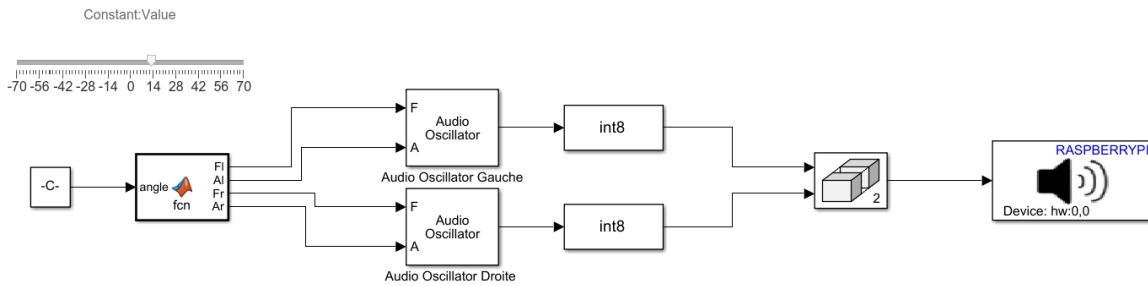 Constant:Value
-70 -56 -42 -28 -14 0 14 28 42 56 70
-C-
angle
fcn
Fl
Al
Fr
Ar
F
A
Audio
Oscillator
Audio Oscillator Gauche
F
A
Audio
Oscillator
Audio Oscillator Droite
int8
int8
2
RASPBERRYPI
Device: hw:0,0